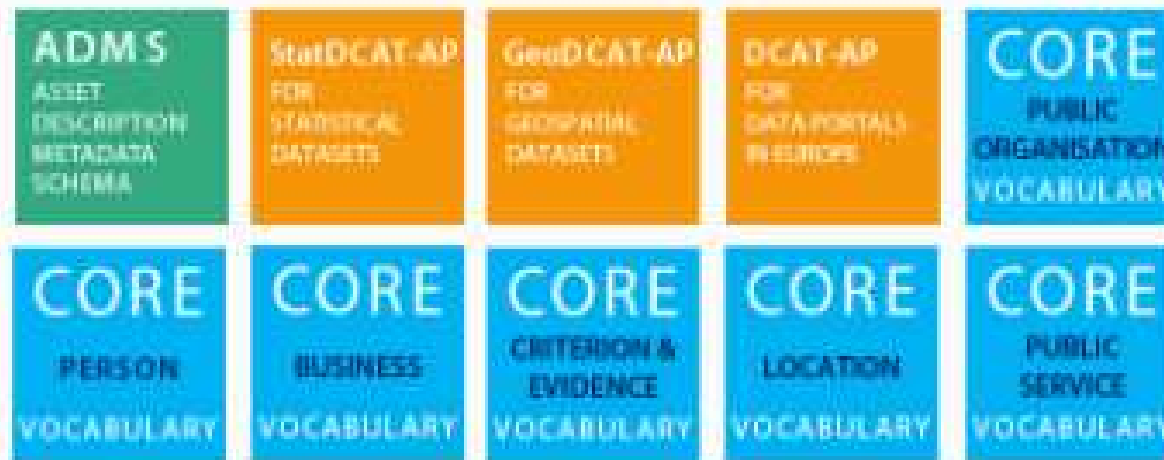 ADMS
ASSET
DESCRIPTION
METADATA
SCHEMA
StatDCAT-AP
FOR
STATISTICAL
DATASETS
GeoDCAT-AP
FOR
GEOSPATIAL
DATASETS
DCAT-AP
FOR
DATA PORTALS
IN EUROPE
CORE
PUBLIC
ORGANISATION
VOCABULARY
CORE
PERSON
VOCABULARY
CORE
BUSINESS
VOCABULARY
CORE
CRITERION &
EVIDENCE
VOCABULARY
CORE
LOCATION
VOCABULARY
CORE
PUBLIC
SERVICE
VOCABULARY